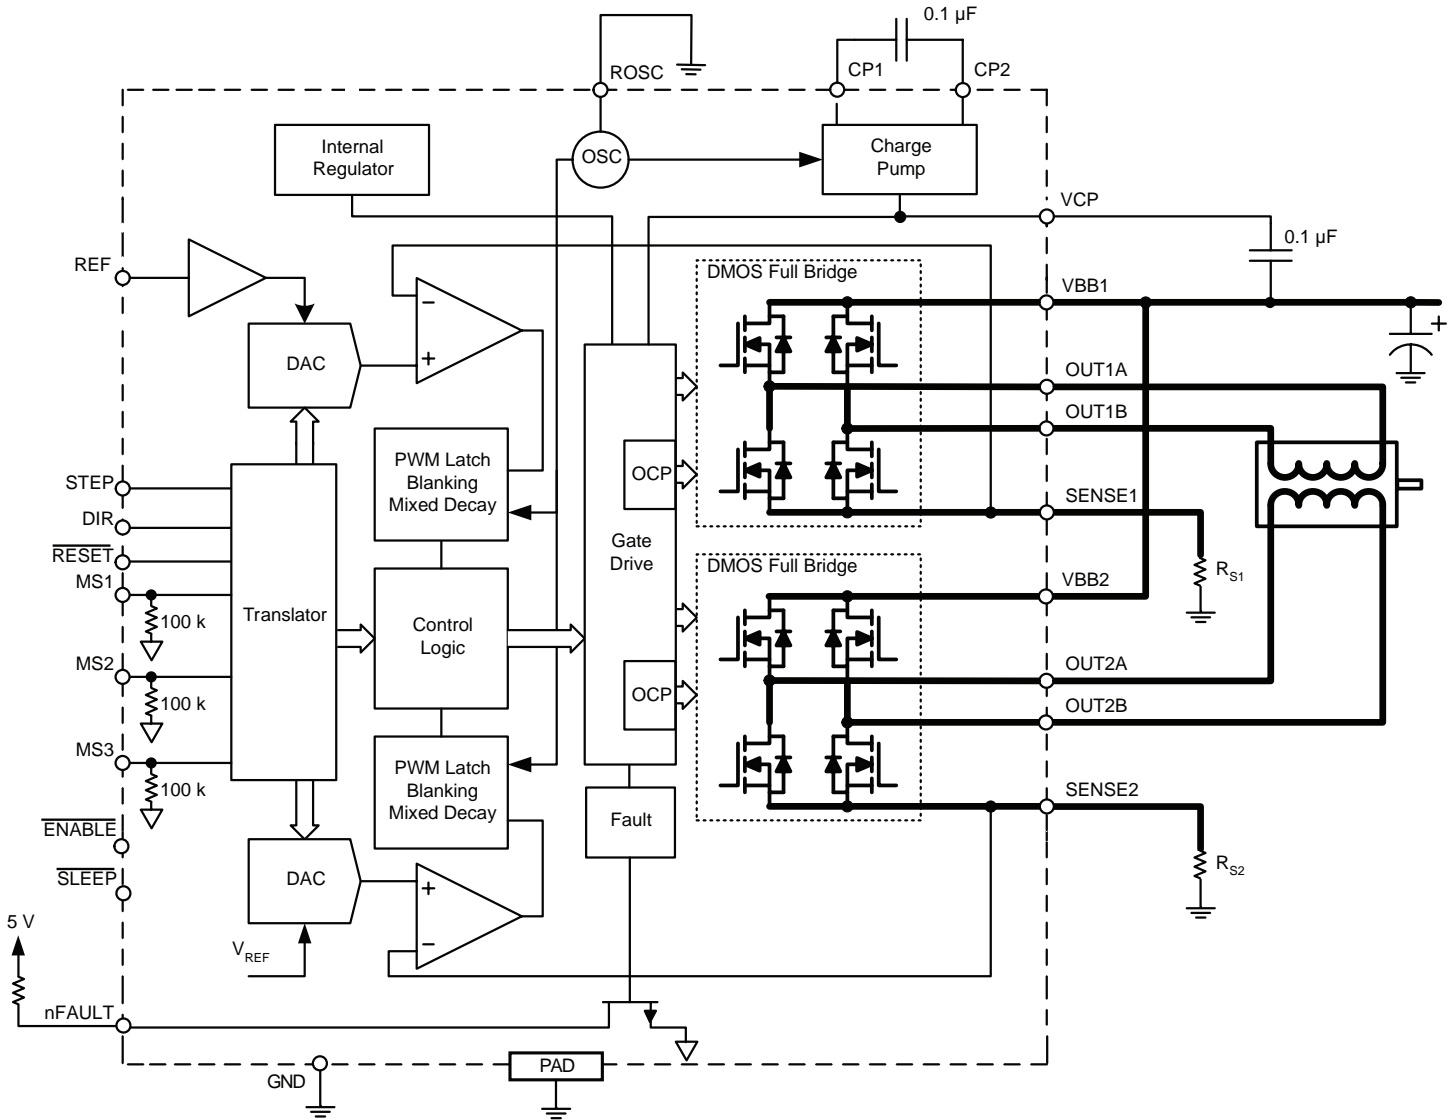 0.1 µF
ROSC
CP1
CP2
Internal
Regulator
OSC
Charge
Pump
VCP
0.1 µF
REF
DMOS Full Bridge
VBB1
+
−
+
DAC
OUT1A
OUT1B
PWM Latch
Blanking
Mixed Decay
OCP
STEP
DIR
RESET
MS1
100 k
SENSE1
Gate
Drive
DMOS Full Bridge
RS1
VBB2
Translator
Control
Logic
MS2
100 k
OUT2A
OCP
OUT2B
MS3
100 k
PWM Latch
Blanking
Mixed Decay
SENSE2
Fault
ENABLE
SLEEP
DAC
+
−
RS2
5 V
VREF
nFAULT
GND
PAD